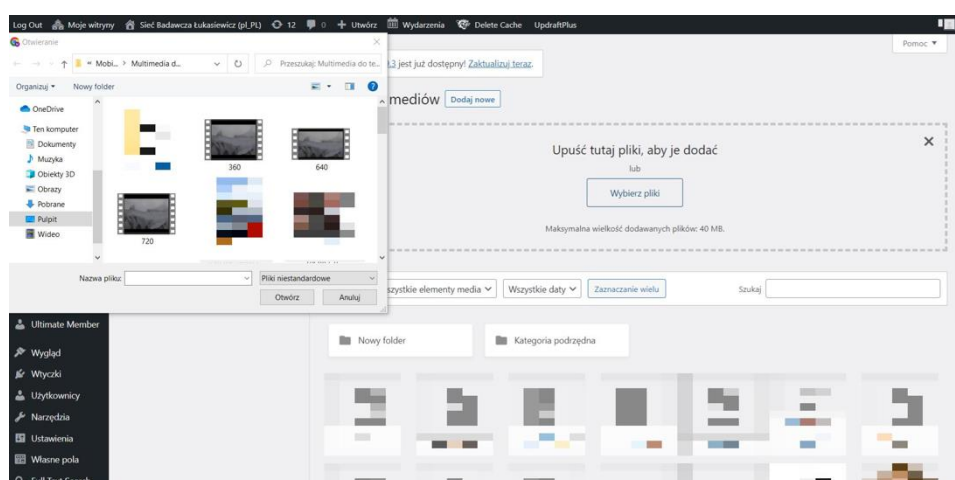 Log Out Moje witryny Sieć Badawcza Łukasiewicz (pl_PL) 12 0 Utwórz Wydarzenia Delete Cache UpdraftPlus
Otwieranie
Pomoc
« Mobi... > Multimedia d...
Przeszukaj: Multimedia do te...
.3 jest już dostępny! Zaktualizuj teraz.
Organizuj
Nowy folder
mediów
Dodaj nowe
OneDrive
Ten komputer
Dokumenty
Muzyka
Obiekty 3D
Obrazy
Pobrane
Pulpit
Wideo
360
640
720
Upuść tutaj pliki, aby je dodać
lub
Wybierz pliki
Maksymalna wielkość dodawanych plików: 40 MB.
Nazwa pliku:
Pliki niestandardowe
Otwórz
Anuluj
szystkie elementy media
Wszystkie daty
Zaznaczanie wielu
Szukaj
Ultimate Member
Wygląd
Wtyczki
Użytkownicy
Narzędzia
Ustawienia
Własne pola
Full Text Search
Nowy folder
Kategoria podrzędna